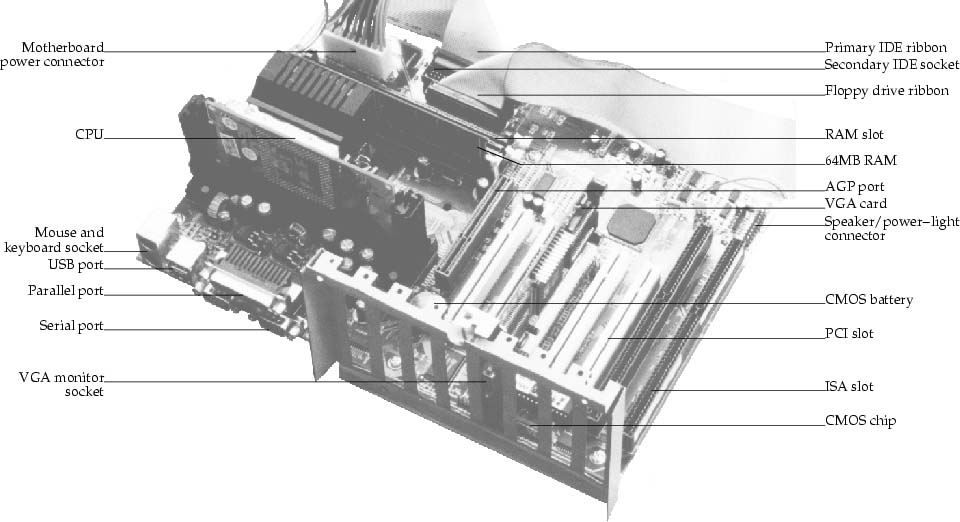 Motherboard
power connector
CPU
Mouse and
keyboard socket
USB port
Parallel port
Serial port
VGA monitor
socket
Primary IDE ribbon
Secondary IDE socket
Floppy drive ribbon
RAM slot
64MB RAM
AGP port
VGA card
Speaker/power–light
connector
CMOS battery
PCI slot
ISA slot
CMOS chip